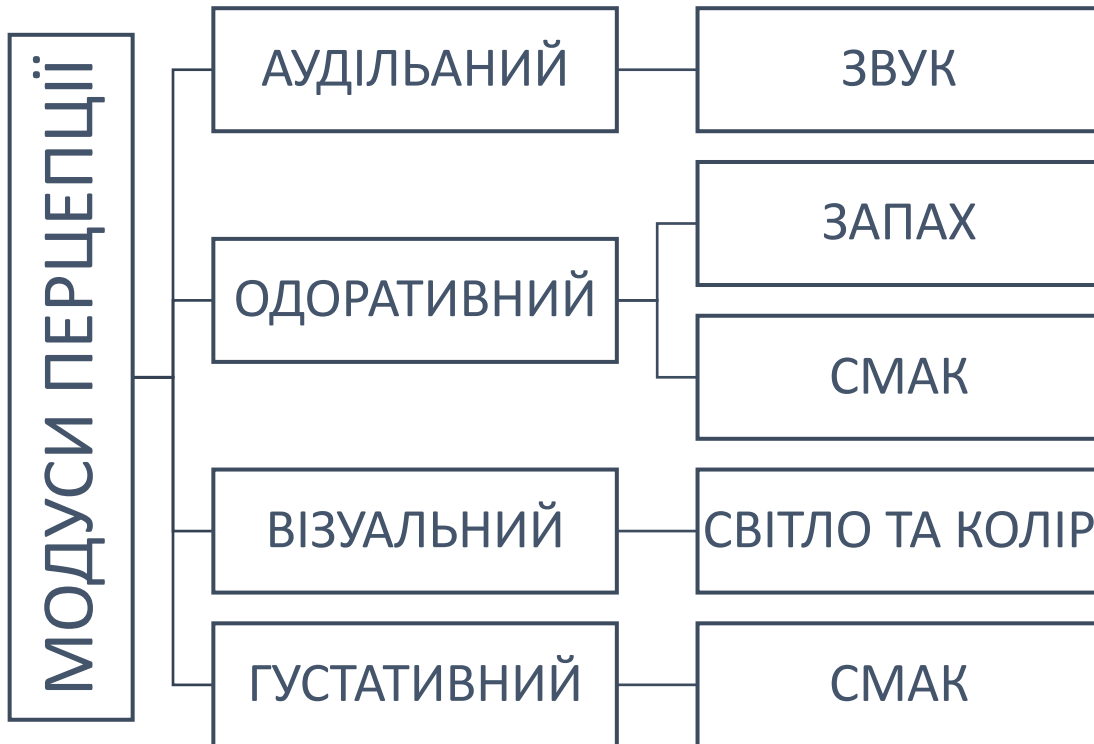 МОДУСИ ПЕРЦЕПЦІЇ
АУДІЛЬАНИЙ
ЗВУК
ОДОРАТИВНИЙ
ЗАПАХ
СМАК
ВІЗУАЛЬНИЙ
СВІТЛО ТА КОЛІР
ГУСТАТИВНИЙ
СМАК